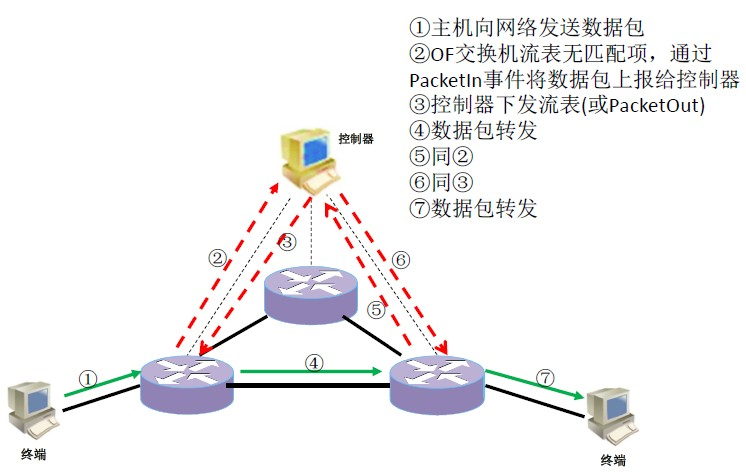 ①主机向网络发送数据包
②OF交换机流表无匹配项，通过
PacketIn事件将数据包上报给控制器
③控制器下发流表(或PacketOut)
④数据包转发
⑤同②
⑥同③
⑦数据包转发
控制器
②
③
⑥
⑤
①
④
⑦
终端
终端